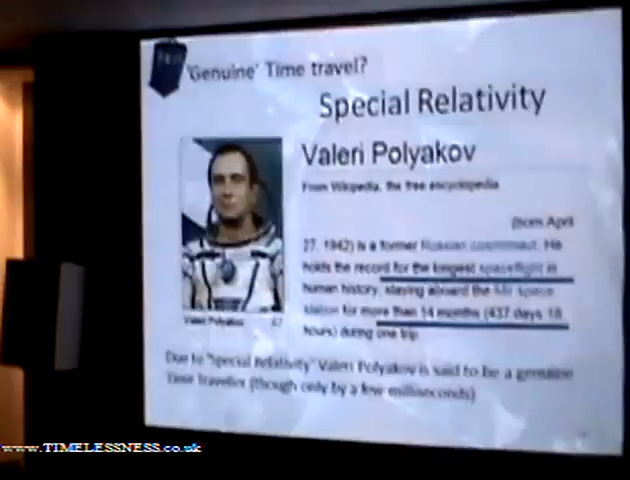 'Genuine' Time travel?
Special Relativity
Valeri Polyakov
From Wikipedia, the free encyclopedia
(born April
27, 1942) is a former Russian cosmonaut. He
holds the record for the longest spaceflight in
human history, staying aboard the Mir space
station for more than 14 months (437 days 18
hours) during one trip.
Valeri Polyakov
Due to "Special Relativity" Valeri Polyakov is said to be a genuine
Time Traveller (though only by a few milliseconds)
www.TIMELESSNESS.co.uk